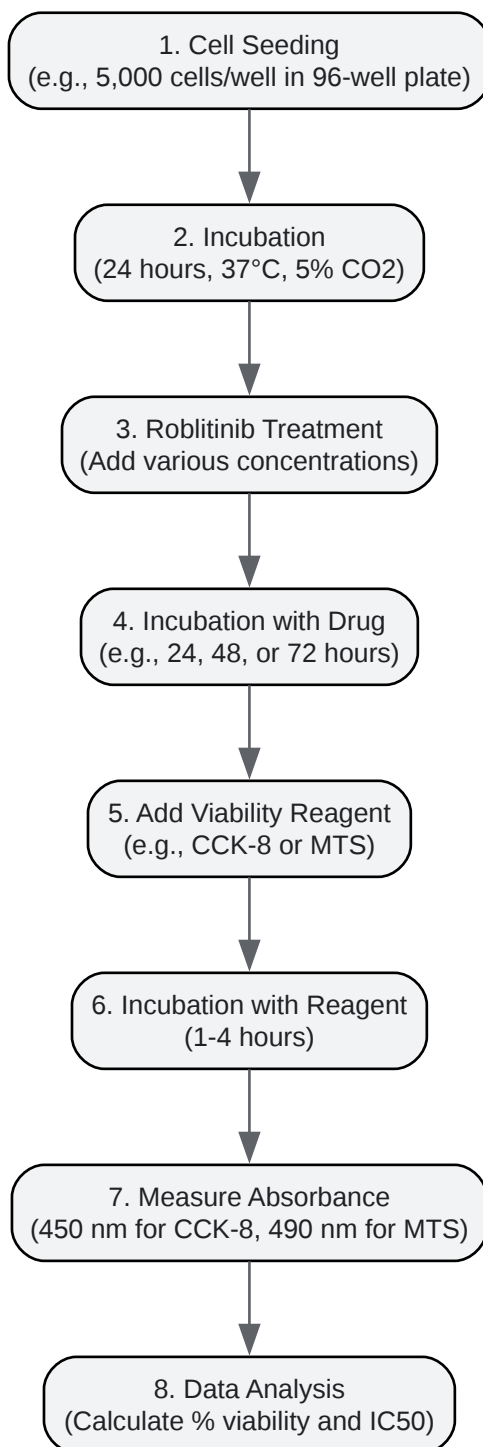 1. Cell Seeding
(e.g., 5,000 cells/well in 96-well plate)
2. Incubation
(24 hours, 37°C, 5% CO2)
3. Roblitinib Treatment
(Add various concentrations)
4. Incubation with Drug
(e.g., 24, 48, or 72 hours)
5. Add Viability Reagent
(e.g., CCK-8 or MTS)
6. Incubation with Reagent
(1-4 hours)
7. Measure Absorbance
(450 nm for CCK-8, 490 nm for MTS)
8. Data Analysis
(Calculate % viability and IC50)